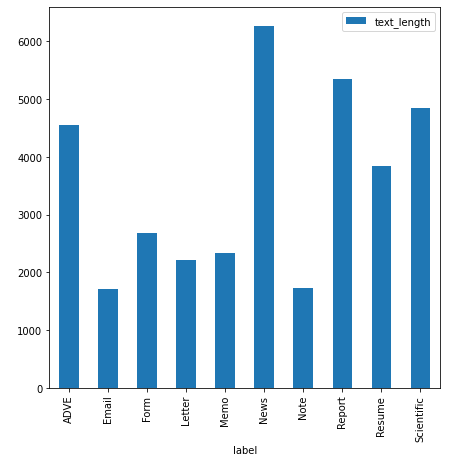 text_length
6000
5000
4000
3000
2000
1000
0
ADVE
Email
Form
Letter
Memo
News
Note
Report
Resume
Scientific
label